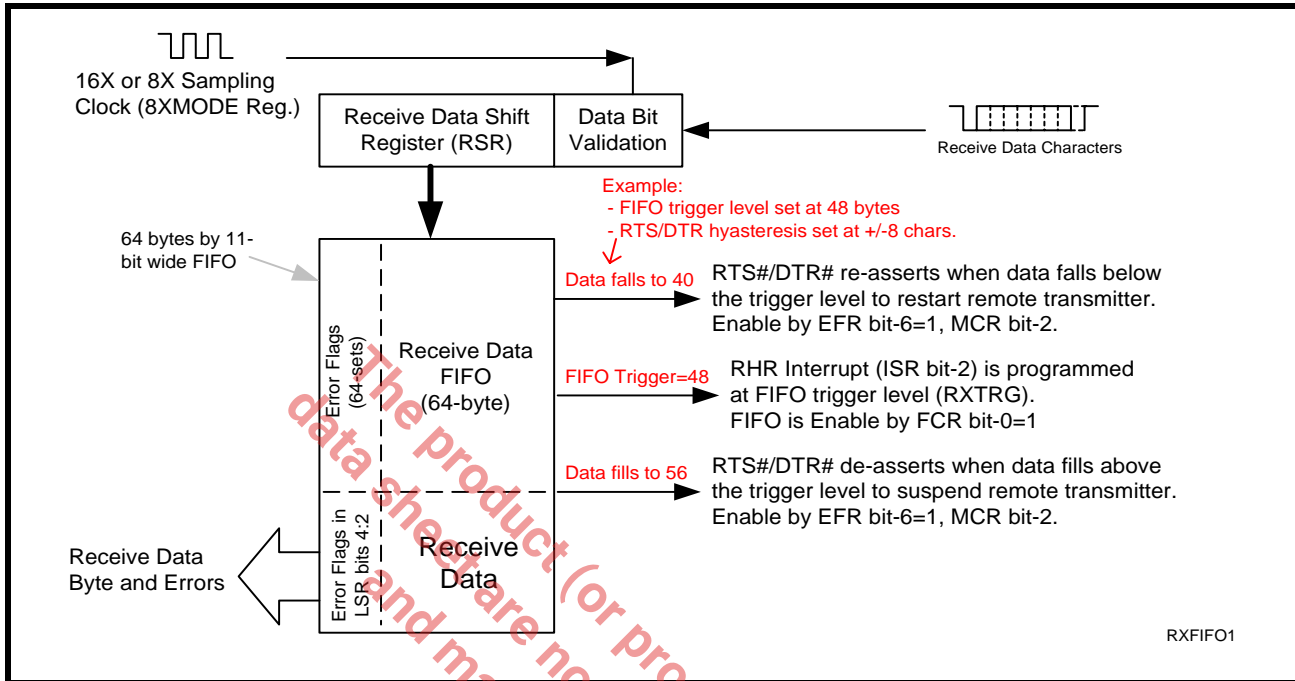 16X or 8X Sampling
Clock (8XMODE Reg.)
Receive Data Shift
Register (RSR)
Data Bit
Validation
Receive Data Characters
Example:
- FIFO trigger level set at 48 bytes
- RTS/DTR hyasteresis set at +/-8 chars.
64 bytes by 11-
bit wide FIFO
Data falls to 40
RTS#/DTR# re-asserts when data falls below
the trigger level to restart remote transmitter.
Enable by EFR bit-6=1, MCR bit-2.
Error Flags
(64-sets)
Receive Data
FIFO
(64-byte)
FIFO Trigger=48
RHR Interrupt (ISR bit-2) is programmed
at FIFO trigger level (RXTRG).
FIFO is Enable by FCR bit-0=1
Data fills to 56
RTS#/DTR# de-asserts when data fills above
the trigger level to suspend remote transmitter.
Enable by EFR bit-6=1, MCR bit-2.
Receive Data
Byte and Errors
Error Flags in
LSR bits 4:2
Receive
Data
RXFIFO1
The product (or pro
data sheet are no
and ma